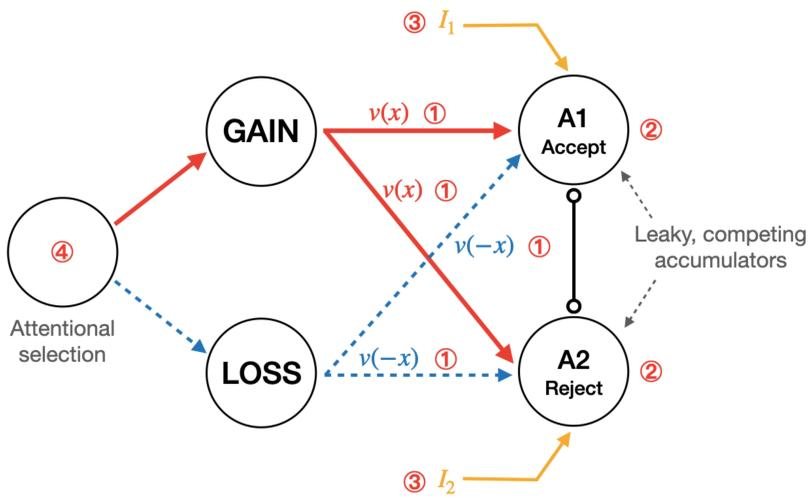 ③ I₁
GAIN
v(x) ①
A1
Accept
②
v(x) ①
④
v(−x) ①
Leaky, competing
accumulators
Attentional
selection
LOSS
v(−x) ①
A2
Reject
②
③ I₂